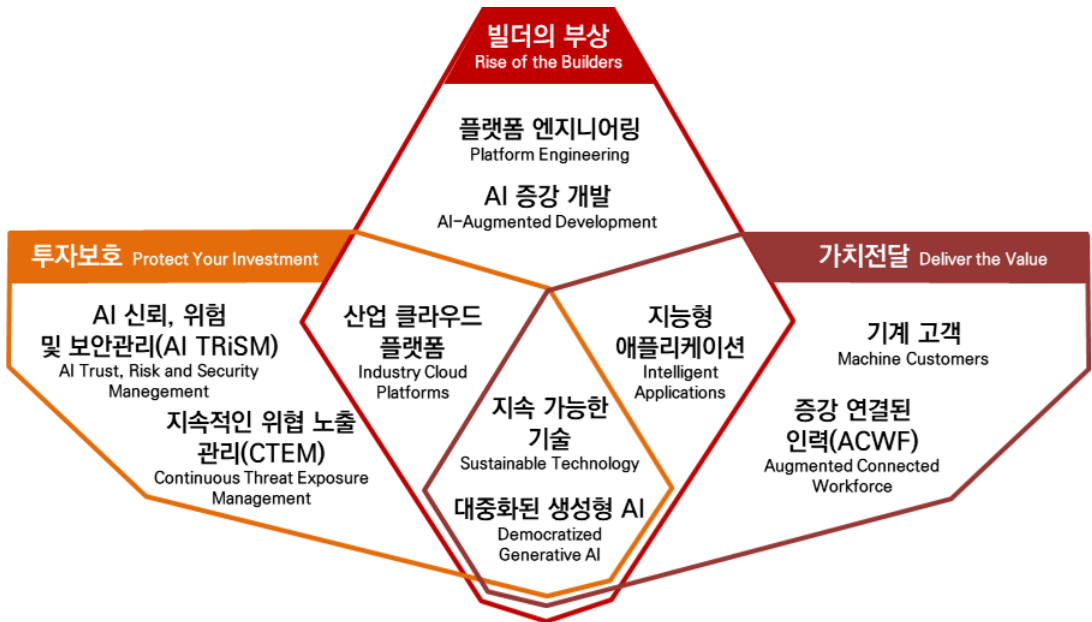 빌더의 부상
Rise of the Builders
플랫폼 엔지니어링
Platform Engineering
AI 증강 개발
AI-Augmented Development
투자보호 Protect Your Investment
AI 신뢰, 위험
및 보안관리(AI TRiSM)
AI Trust, Risk and Security
Manegement
지속적인 위협 노출
관리(CTEM)
Continuous Threat Exposure
Management
산업 클라우드
플랫폼
Industry Cloud
Platforms
지속 가능한
기술
Sustainable Technology
대중화된 생성형 AI
Democratized
Generative AI
지능형
애플리케이션
Intelligent
Applications
가치전달 Deliver the Value
기계 고객
Machine Customers
증강 연결된
인력(ACWF)
Augmented Connected
Workforce